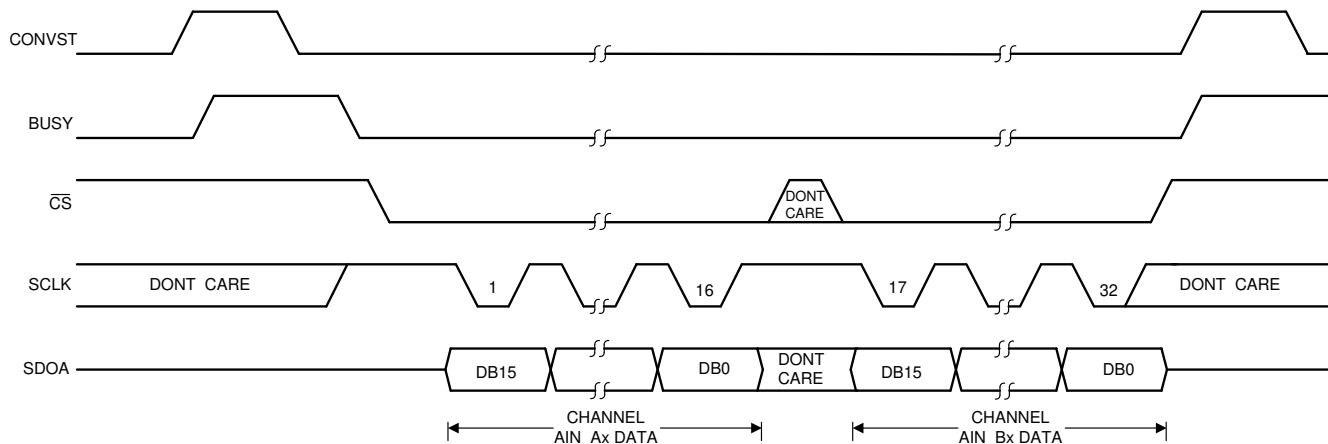 CONVST
BUSY
CS
DONT
CARE
SCLK
DONT CARE
1
16
17
32
DONT CARE
SDOA
DB15
DB0
DONT
CARE
DB15
DB0
CHANNEL
AIN Ax DATA
CHANNEL
AIN Bx DATA